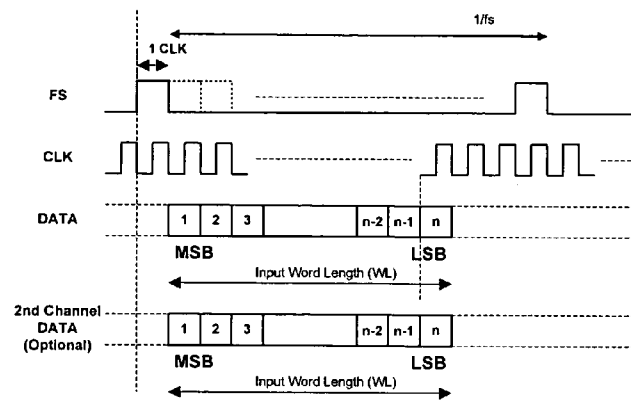 1/fs
1 CLK
FS
CLK
DATA
1 2 3 n-2 n-1 n
MSB LSB
Input Word Length (WL)
2nd Channel
DATA
(Optional)
1 2 3 n-2 n-1 n
MSB LSB
Input Word Length (WL)